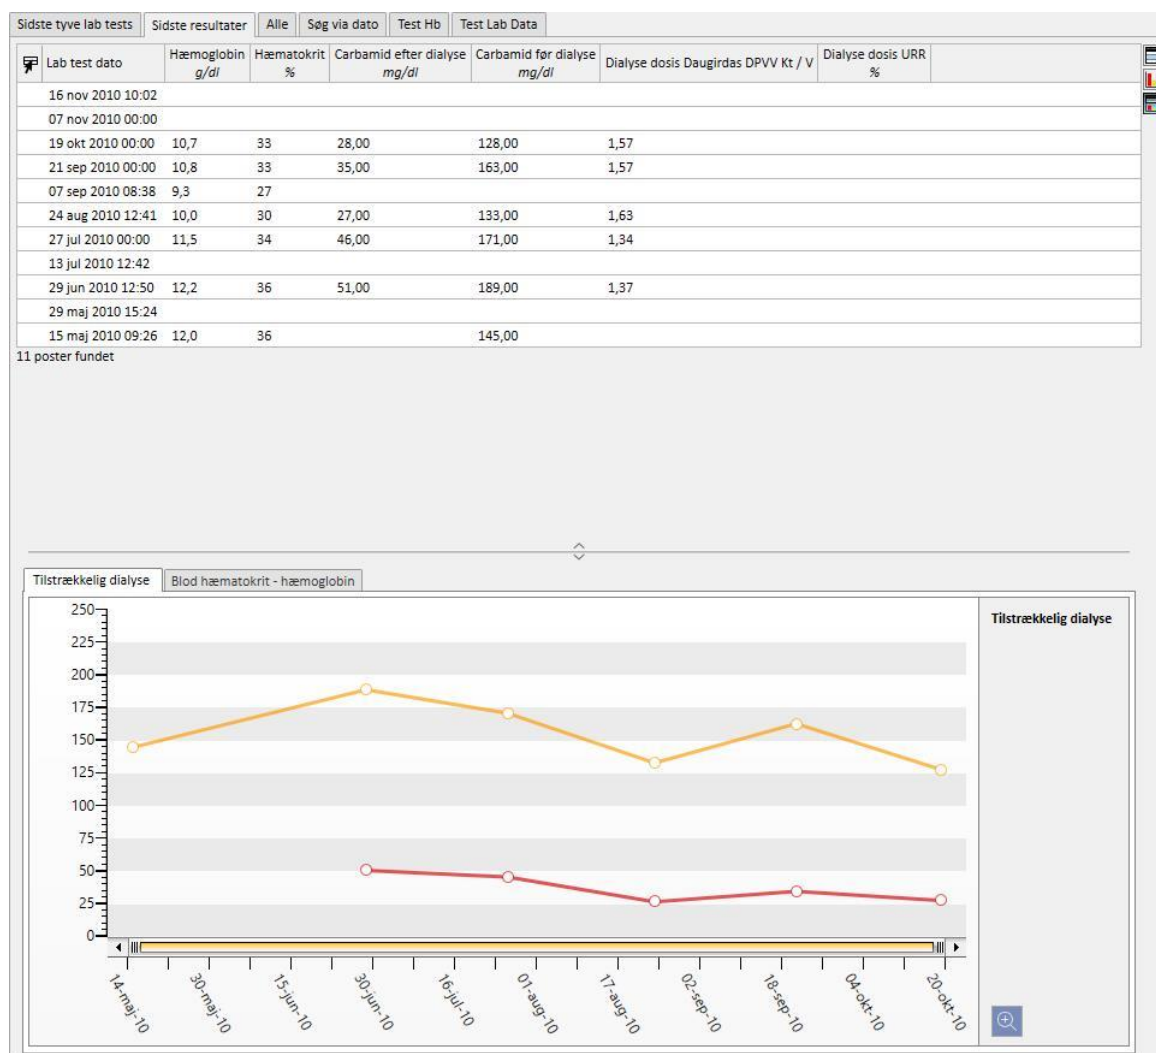 Sidste tyve lab tests Sidste resultater Alle Søg via dato Test Hb Test Lab Data
Lab test dato Hæmoglobin g/dl Hæmatokrit % Carbamid efter dialyse mg/dl Carbamid før dialyse mg/dl Dialyse dosis Daugirdas DPVV Kt / V Dialyse dosis URR %
16 nov 2010 10:02
07 nov 2010 00:00
19 okt 2010 00:00 10,7 33 28,00 128,00 1,57
21 sep 2010 00:00 10,8 33 35,00 163,00 1,57
07 sep 2010 08:38 9,3 27
24 aug 2010 12:41 10,0 30 27,00 133,00 1,63
27 jul 2010 00:00 11,5 34 46,00 171,00 1,34
13 jul 2010 12:42
29 jun 2010 12:50 12,2 36 51,00 189,00 1,37
29 maj 2010 15:24
15 maj 2010 09:26 12,0 36 145,00
11 poster fundet
Tilstrækkelig dialyse Blod hæmatokrit - hæmoglobin
Tilstrækkelig dialyse
250
225
200
175
150
125
100
75
50
25
0
14-maj-10 30-maj-10 15-jun-10 30-jun-10 16-jul-10 01-aug-10 17-aug-10 02-sep-10 18-sep-10 04-okt-10 20-okt-10